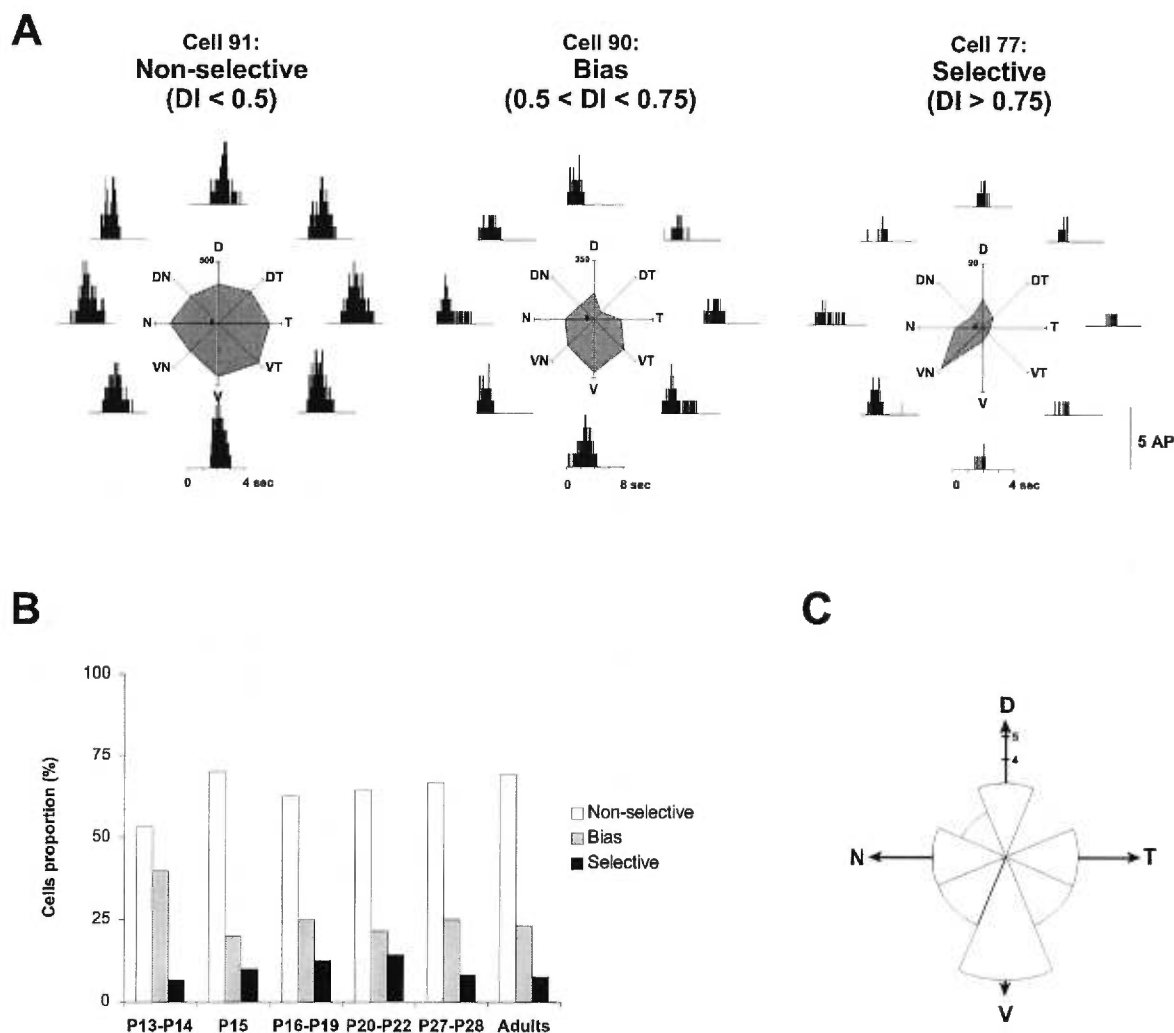 A
Cell 91:
Non-selective
(DI < 0.5)
Cell 90:
Bias
(0.5 < DI < 0.75)
Cell 77:
Selective
(DI > 0.75)
500
D
DN
DT
N
T
VN
VT
V
0 4 sec
350
D
DN
DT
N
T
VN
VT
V
0 8 sec
90
D
DN
DT
N
T
VN
VT
V
0 4 sec
5 AP
B
Cells proportion (%)
100
75
50
25
0
P13-P14 P15 P16-P19 P20-P22 P27-P28 Adults
Non-selective
Bias
Selective
C
D
5
4
N
T
V